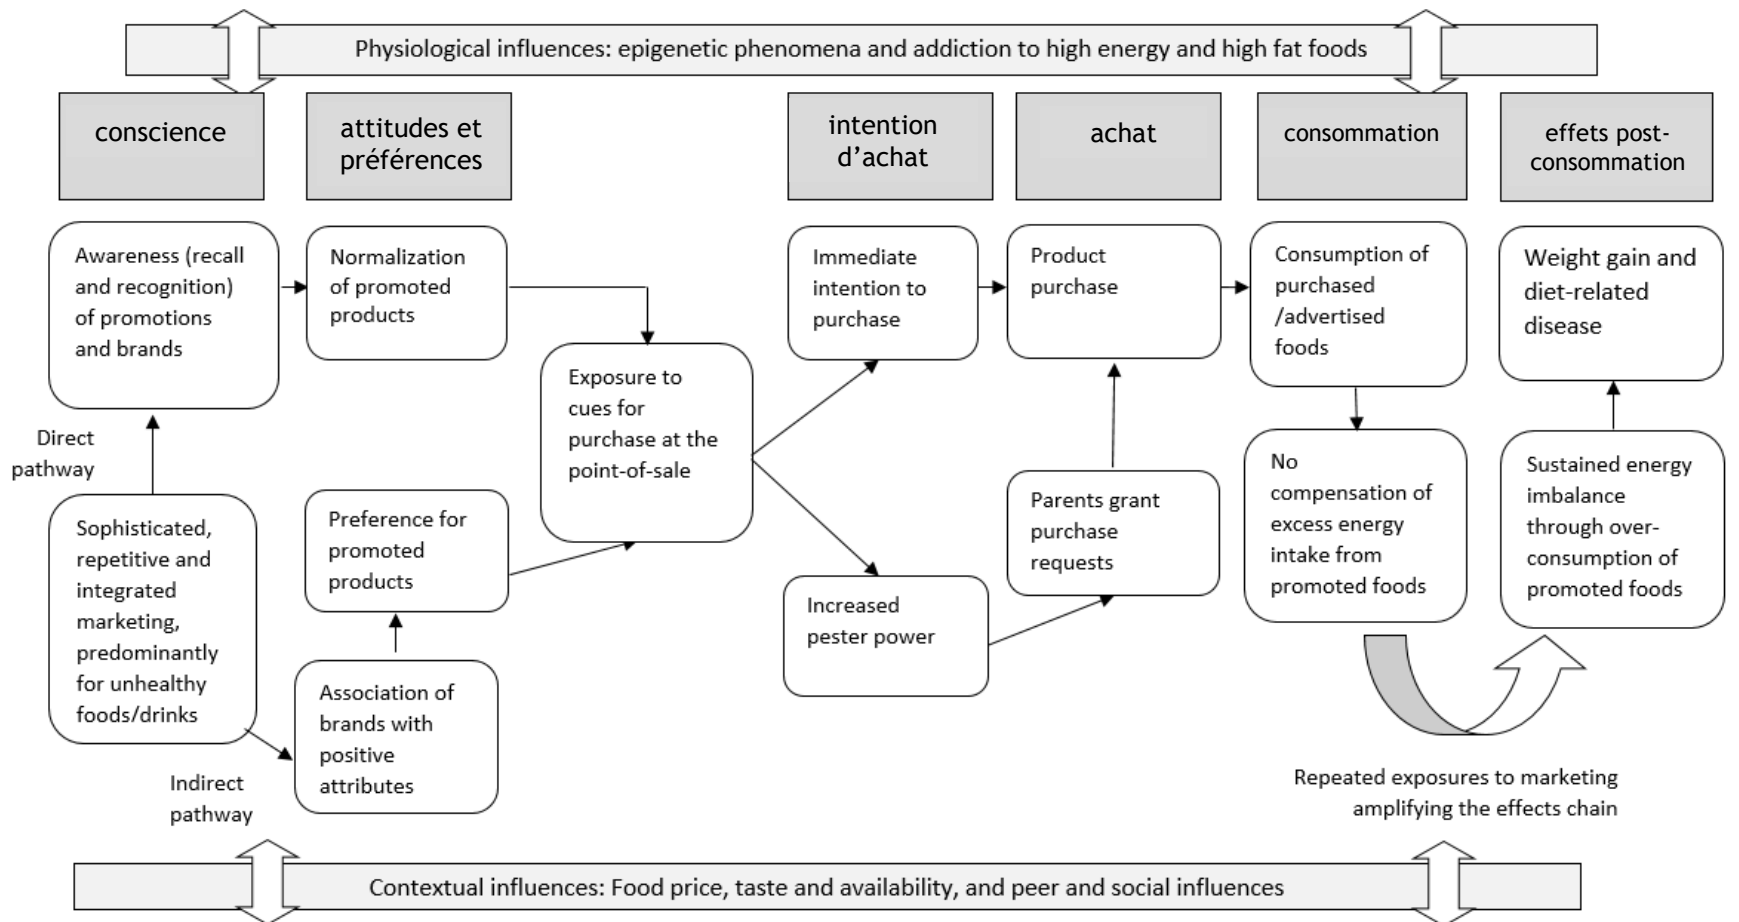 Physiological influences: epigenetic phenomena and addiction to high energy and high fat foods
conscience
attitudes et
préférences
intention
d’achat
achat
consommation
effets post-
consommation
Awareness (recall
and recognition)
of promotions
and brands
Normalization
of promoted
products
Exposure to
cues for
purchase at the
point-of-sale
Immediate
intention to
purchase
Product
purchase
Consumption of
purchased
/advertised
foods
Weight gain and
diet-related
disease
Direct
pathway
Sophisticated,
repetitive and
integrated
marketing,
predominantly
for unhealthy
foods/drinks
Preference for
promoted
products
Association of
brands with
positive
attributes
Indirect
pathway
Increased
pester power
Parents grant
purchase
requests
No
compensation of
excess energy
intake from
promoted foods
Sustained energy
imbalance
through over-
consumption of
promoted foods
Repeated exposures to marketing
amplifying the effects chain
Contextual influences: Food price, taste and availability, and peer and social influences